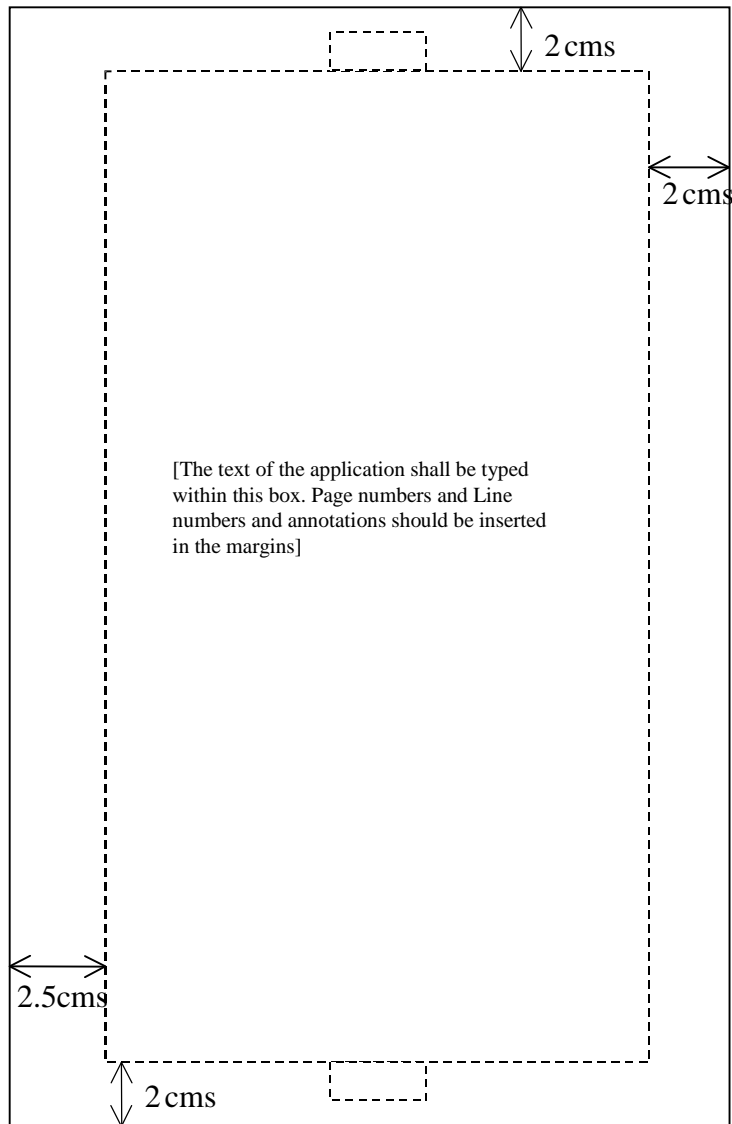 2 cms
2 cms
[The text of the application shall be typed
within this box. Page numbers and Line
numbers and annotations should be inserted
in the margins]
2.5cms
2 cms